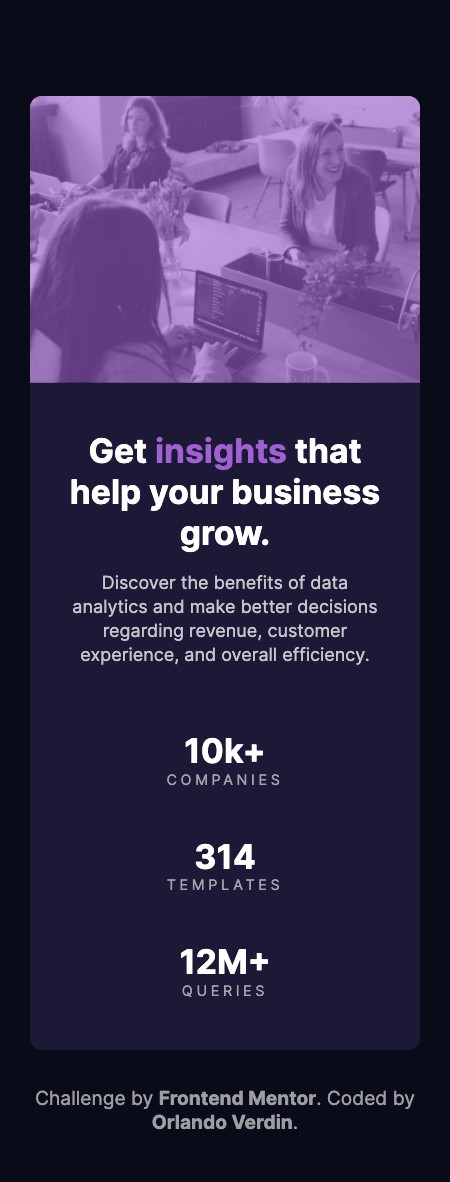 Get insights that
help your business
grow.
Discover the benefits of data
analytics and make better decisions
regarding revenue, customer
experience, and overall efficiency.
10k+
COMPANIES
314
TEMPLATES
12M+
QUERIES
Challenge by Frontend Mentor. Coded by
Orlando Verdin.